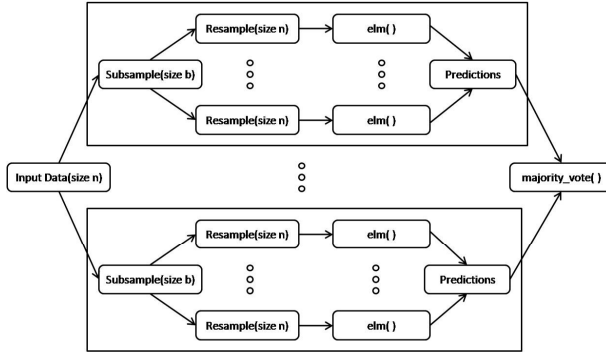 Resample(size n)
elm( )
Subsample(size b)
Predictions
Resample(size n)
elm( )
Input Data(size n)
majority_vote( )
Resample(size n)
elm( )
Subsample(size b)
Predictions
Resample(size n)
elm( )